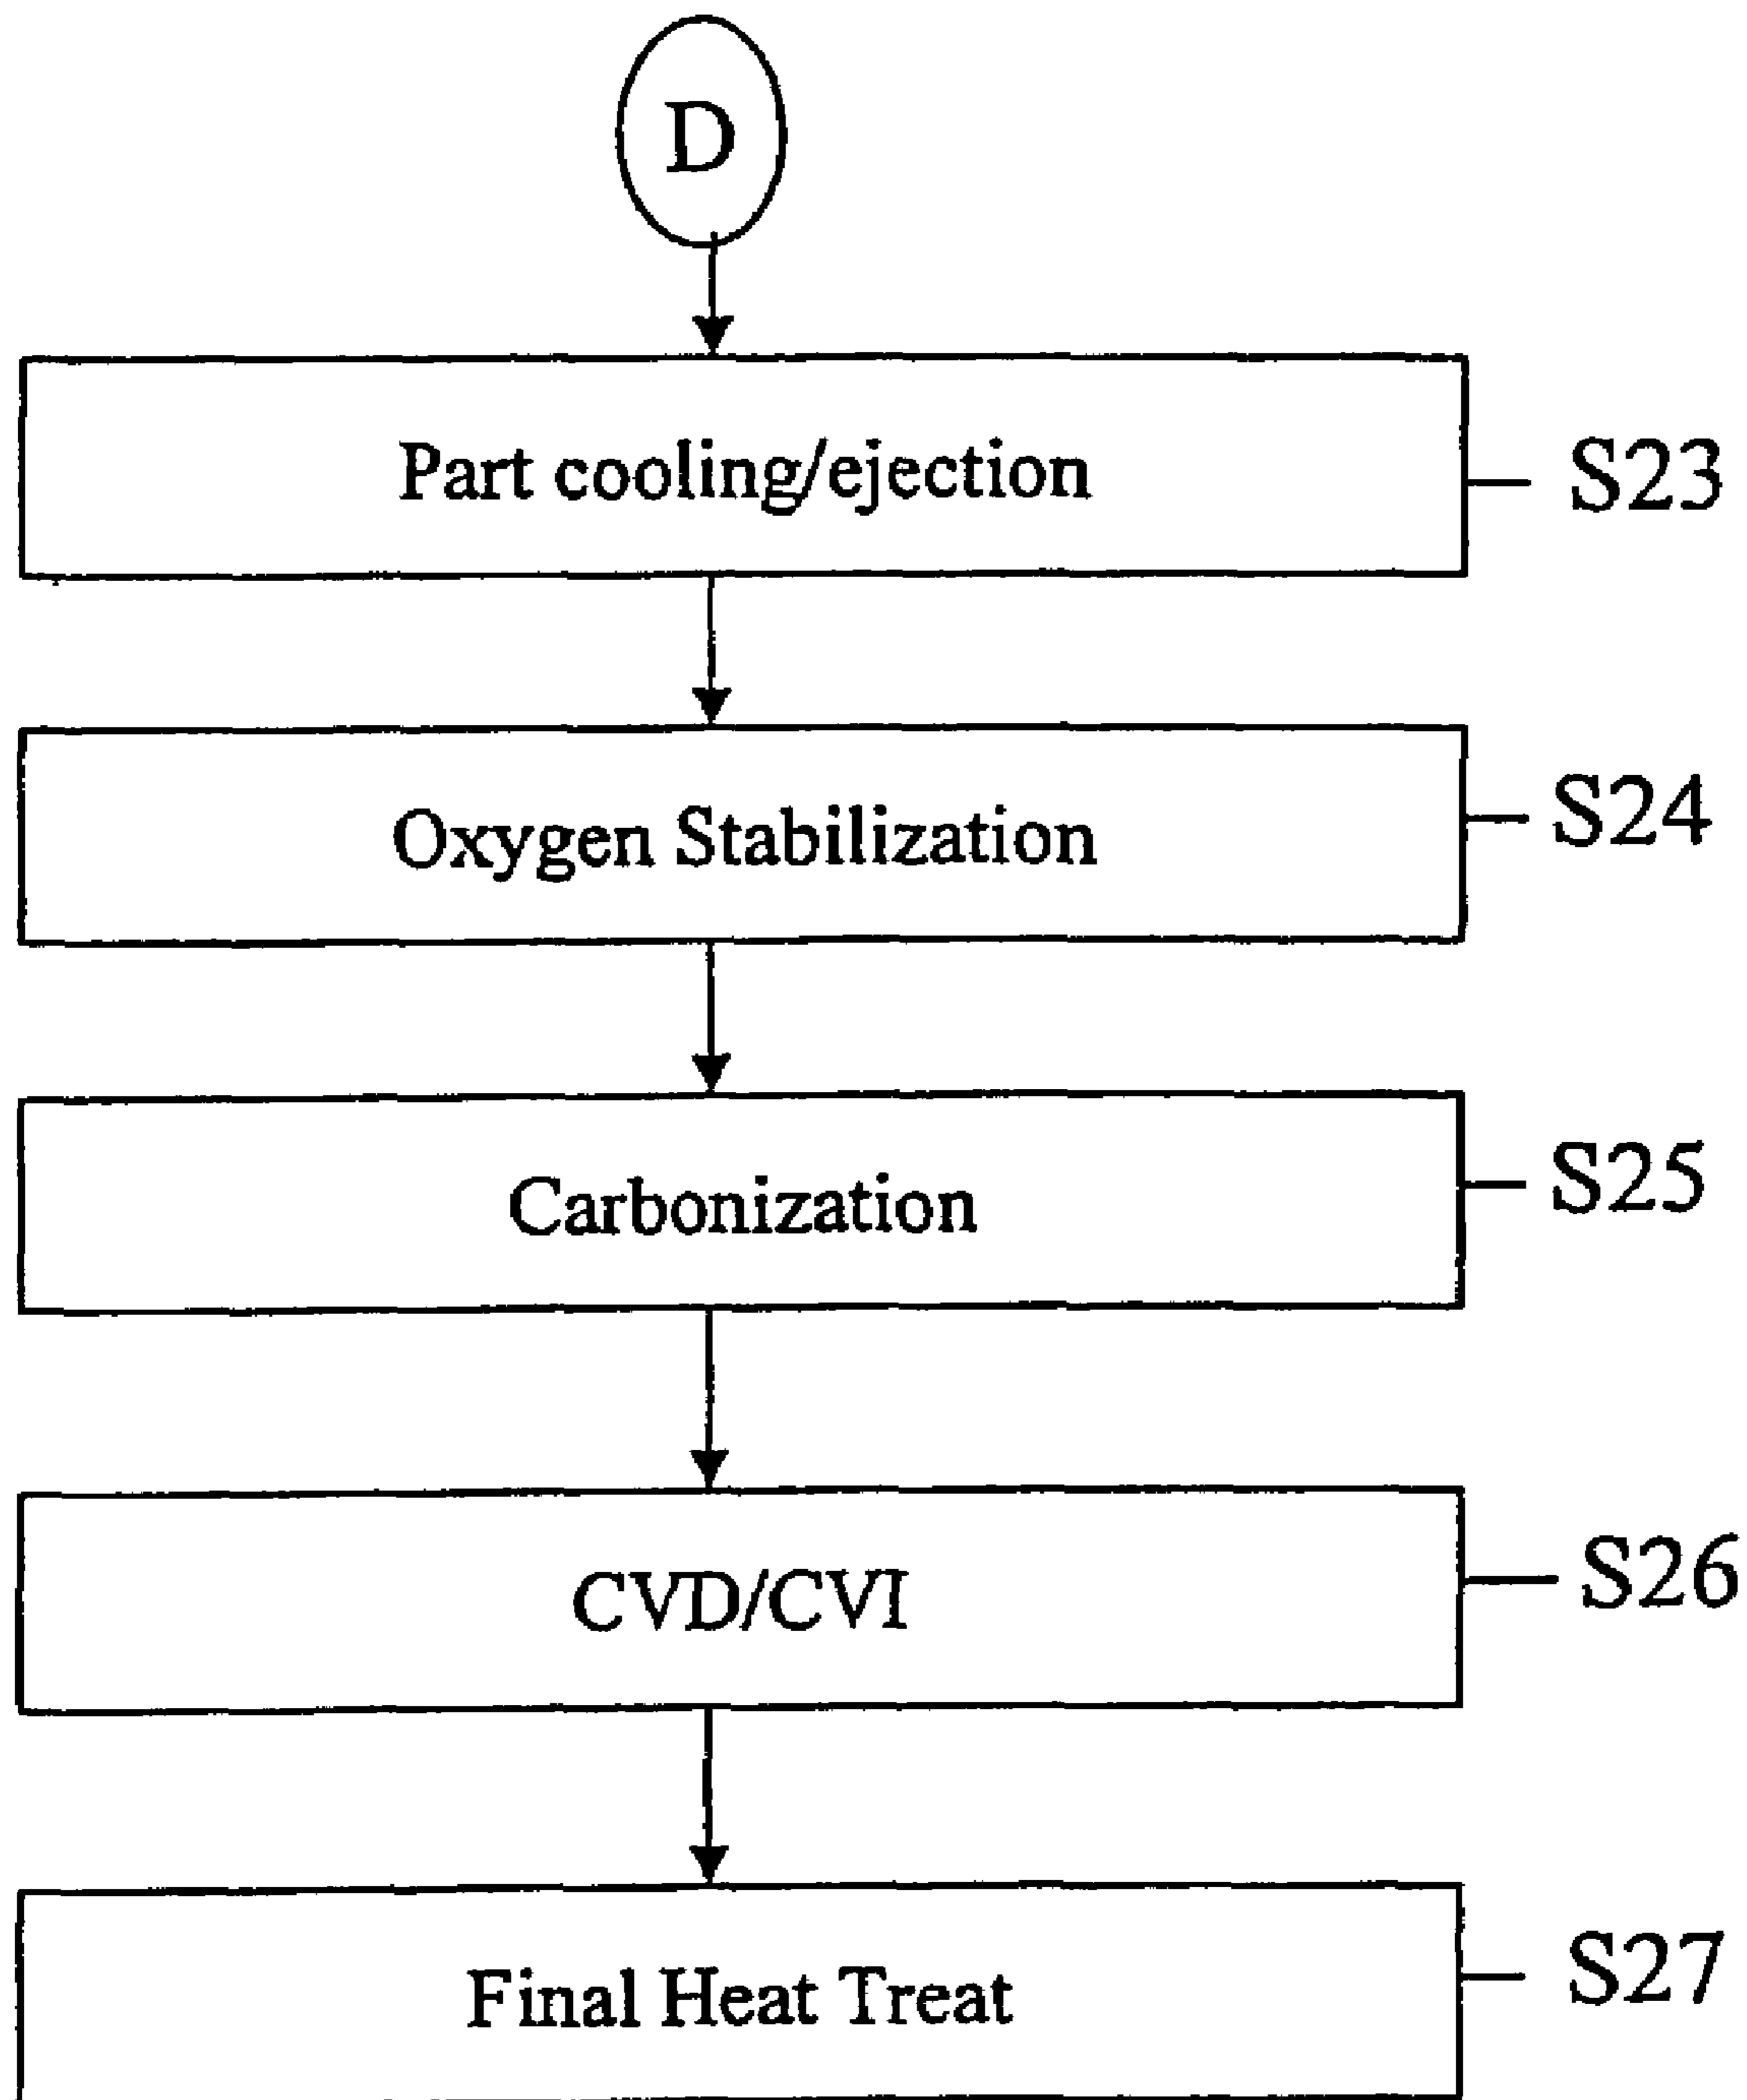 D
Part cooling/ejection
S23
Oxygen Stabilization
S24
Carbonization
S25
CVD/CVI
S26
Final Heat Treat
S27